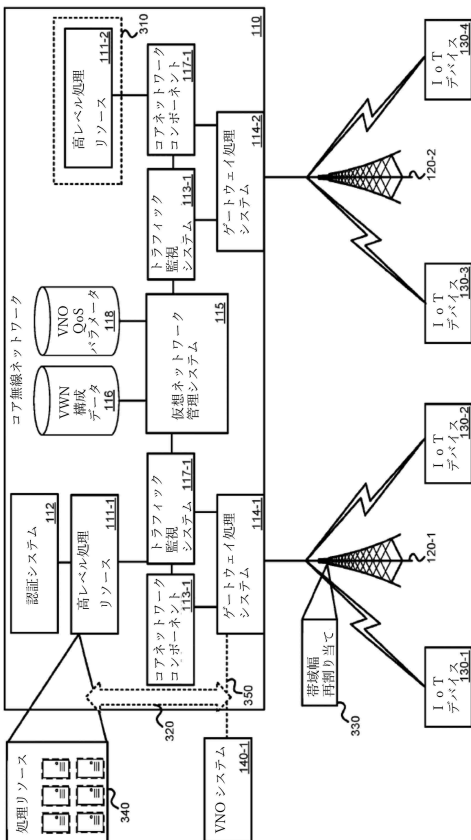 コア無線ネットワーク
110
処理リソース
340
認証システム
112
高レベル処理
リソース
111-1
320
コアネットワーク
コンポーネント
113-1
トラフィック
監視
システム
117-1
ゲートウェイ処理
システム
114-1
350
VNOシステム
140-1
VWN
構成
データ
116
VNO
QoS
パラメータ
118
仮想ネットワーク
管理システム
115
高レベル処理
リソース
111-2
310
トラフィック
監視
システム
113-1
コアネットワーク
コンポーネント
117-1
ゲートウェイ処理
システム
114-2
帯域幅
再割り当て
330
120-1
120-2
IoT
デバイス
130-1
IoT
デバイス
130-2
IoT
デバイス
130-3
IoT
デバイス
130-4